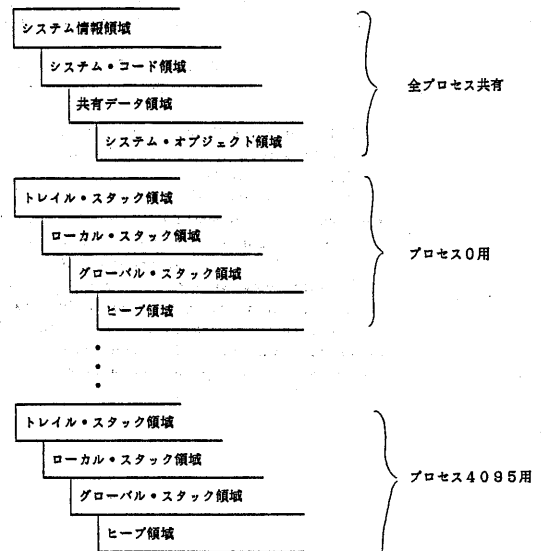 システム情報領域
システム・コード領域
共有データ領域
システム・オブジェクト領域
全プロセス共有
トレイル・スタック領域
ローカル・スタック領域
グローバル・スタック領域
ヒープ領域
プロセス0用
トレイル・スタック領域
ローカル・スタック領域
グローバル・スタック領域
ヒープ領域
プロセス4095用